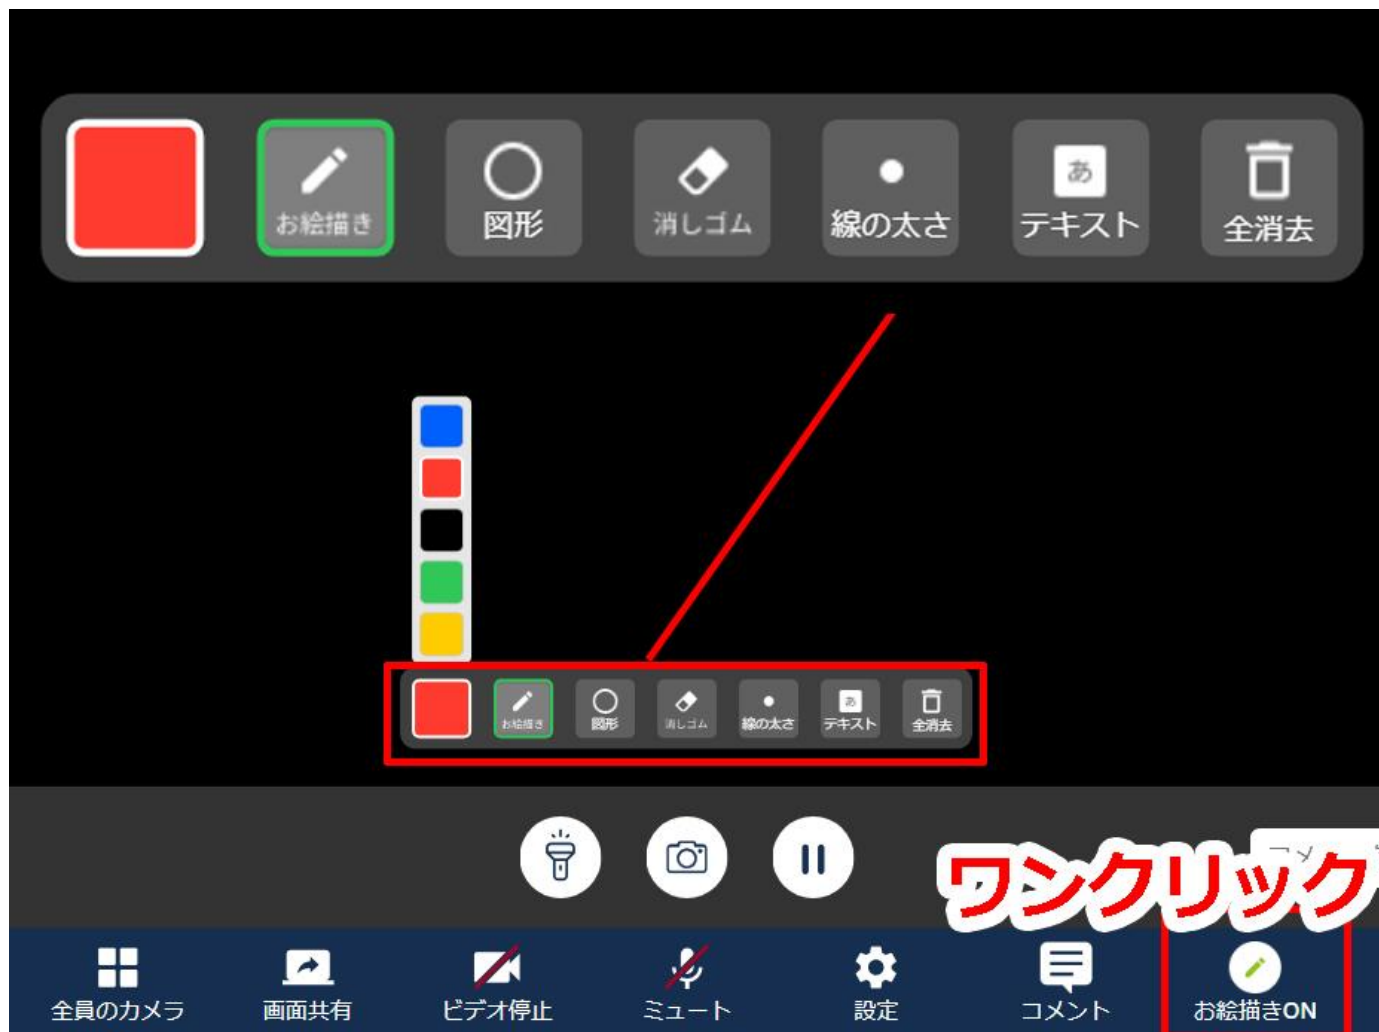 お絵描き
図形
消しゴム
線の太さ
あ
テキスト
全消去
お絵描き
図形
消しゴム
線の太さ
あ
テキスト
全消去
ワンクリック
全員のカメラ
画面共有
ビデオ停止
ミュート
設定
コメント
お絵描きON